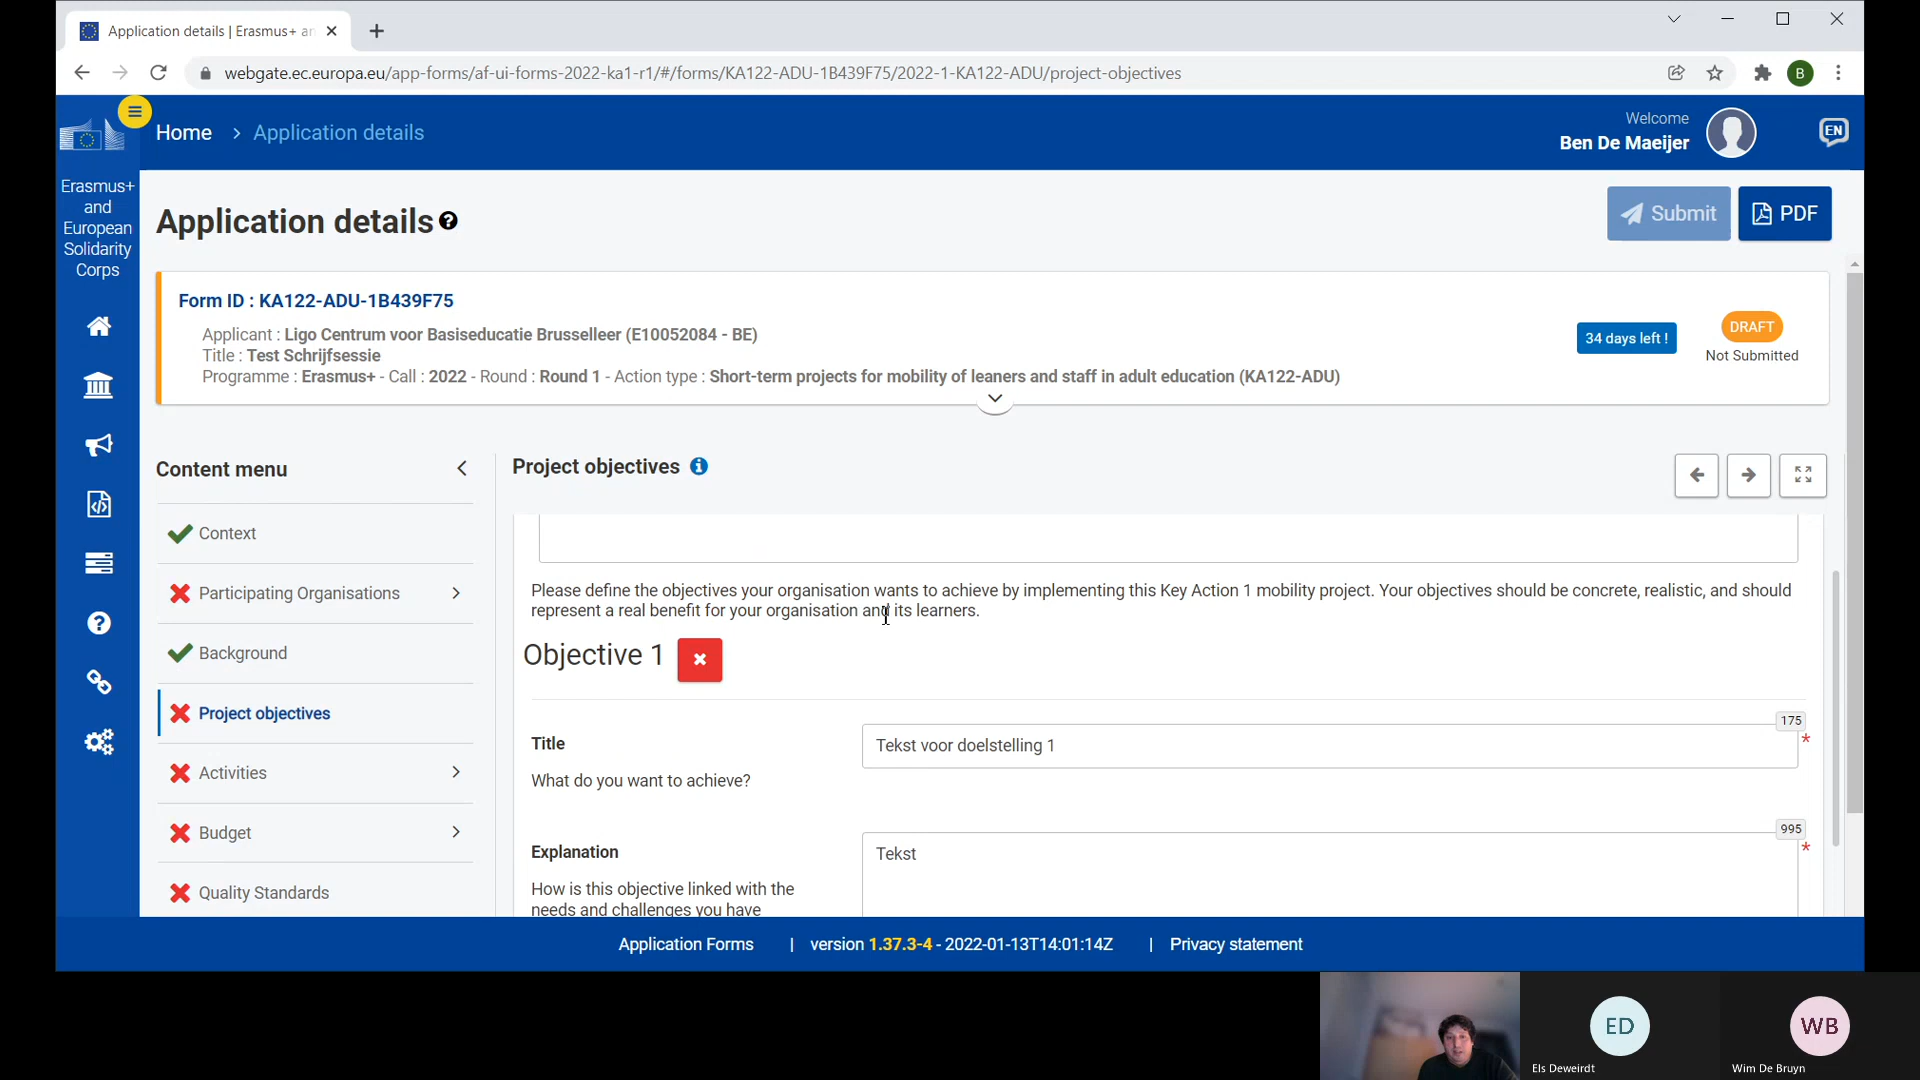 Application details | Erasmus+ an
webgate.ec.europa.eu/app-forms/af-ui-forms-2022-ka1-r1/#/forms/KA122-ADU-1B439F75/2022-1-KA122-ADU/project-objectives
B
Home > Application details
Welcome
Ben De Maeijer
EN
Erasmus+
and
European
Solidarity
Corps
Application details
Submit
PDF
Form ID : KA122-ADU-1B439F75
Applicant : Ligo Centrum voor Basiseducatie Brusselleer (E10052084 - BE)
Title : Test Schrijfsessie
Programme : Erasmus+ - Call : 2022 - Round : Round 1 - Action type : Short-term projects for mobility of leaners and staff in adult education (KA122-ADU)
34 days left !
DRAFT
Not Submitted
Content menu
Context
Participating Organisations
Background
Project objectives
Activities
Budget
Quality Standards
Project objectives
Please define the objectives your organisation wants to achieve by implementing this Key Action 1 mobility project. Your objectives should be concrete, realistic, and should
represent a real benefit for your organisation and its learners.
Objective 1
175
Title
Tekst voor doelstelling 1
*
What do you want to achieve?
995
Explanation
Tekst
*
How is this objective linked with the
needs and challenges you have
Application Forms | version 1.37.3-4 - 2022-01-13T14:01:14Z | Privacy statement
ED
Els Deweirdt
WB
Wim De Bruyn